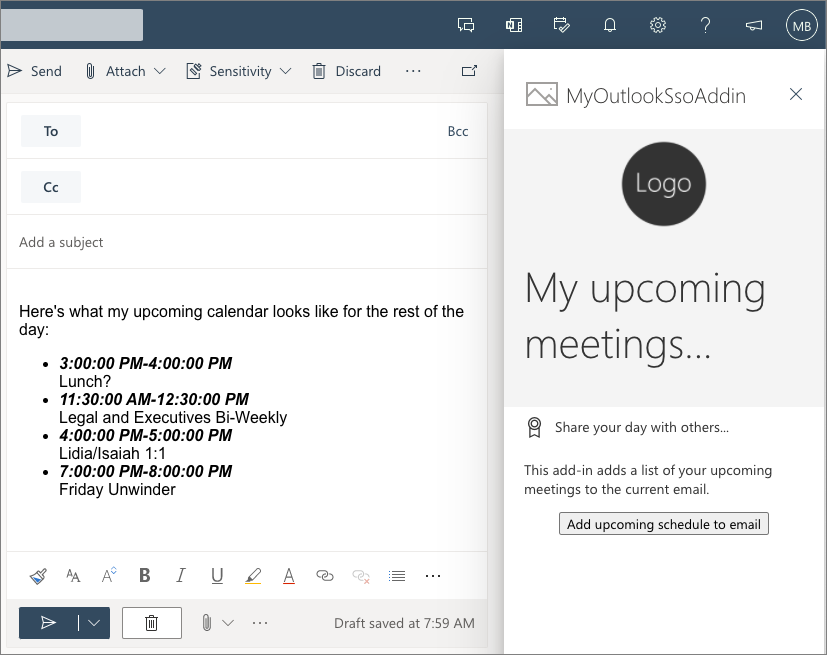 MB
Send
Attach
Sensitivity
Discard
To
Bcc
Cc
Add a subject
Here's what my upcoming calendar looks like for the rest of the
day:
3:00:00 PM-4:00:00 PM
Lunch?
11:30:00 AM-12:30:00 PM
Legal and Executives Bi-Weekly
4:00:00 PM-5:00:00 PM
Lidia/Isaiah 1:1
7:00:00 PM-8:00:00 PM
Friday Unwinder
Draft saved at 7:59 AM
MyOutlookSsoAddin
Logo
My upcoming
meetings...
Share your day with others...
This add-in adds a list of your upcoming
meetings to the current email.
Add upcoming schedule to email